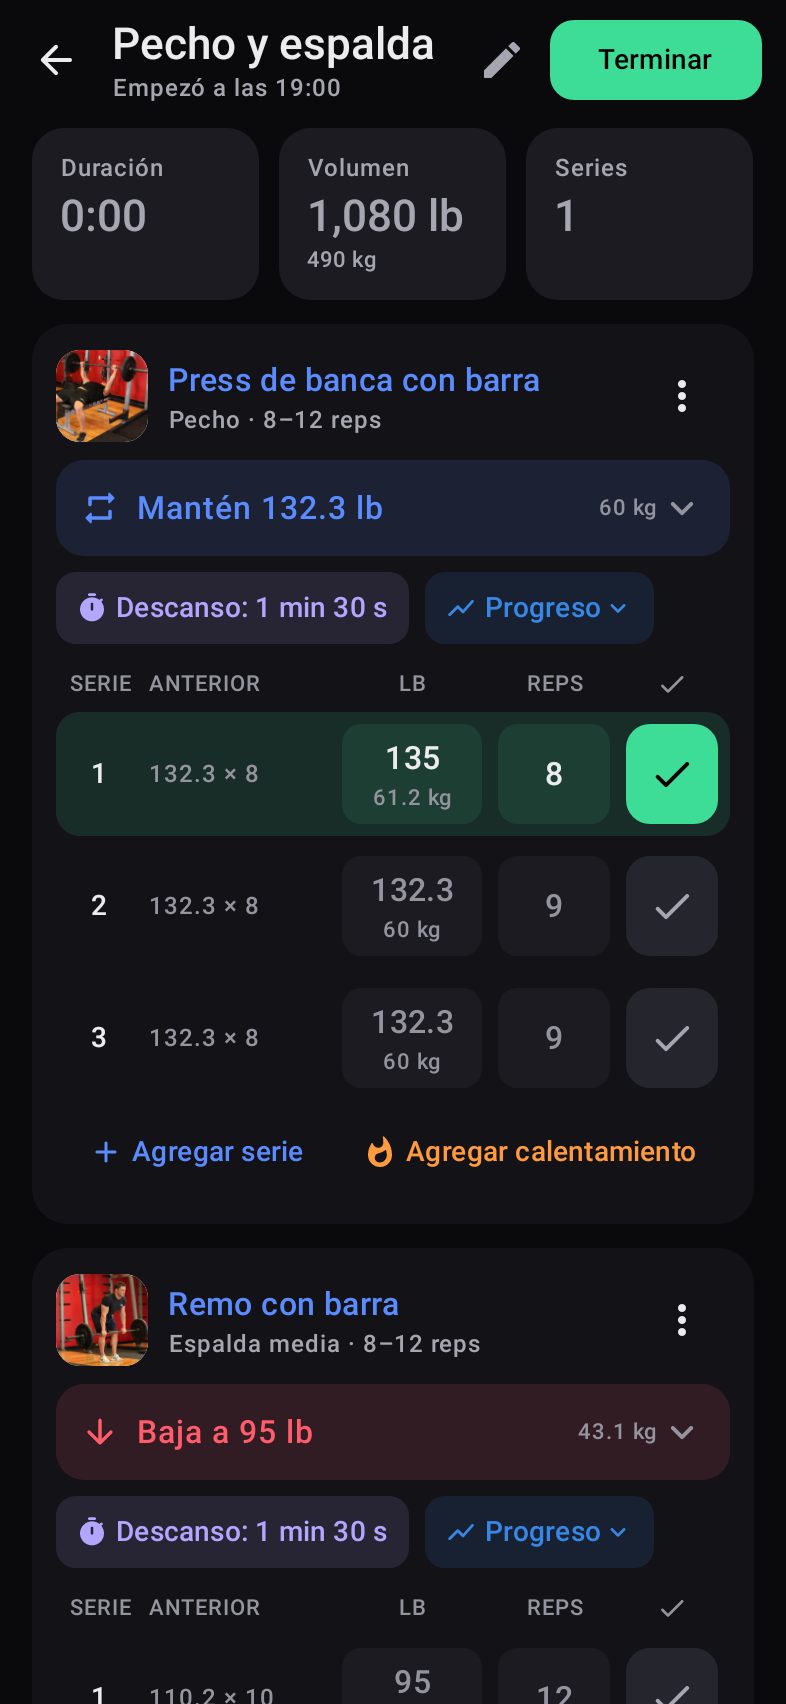 Pecho y espalda
Empezó a las 19:00
Terminar
Duración
0:00
Volumen
1,080 lb
490 kg
Series
1
Press de banca con barra
Pecho · 8–12 reps
Mantén 132.3 lb
60 kg
Descanso: 1 min 30 s
Progreso
SERIE ANTERIOR LB REPS
1 132.3 × 8 135 8
61.2 kg
2 132.3 × 8 132.3 9
60 kg
3 132.3 × 8 132.3 9
60 kg
+ Agregar serie
Agregar calentamiento
Remo con barra
Espalda media · 8–12 reps
Baja a 95 lb
43.1 kg
Descanso: 1 min 30 s
Progreso
SERIE ANTERIOR LB REPS
1 110.2 × 10 95 12